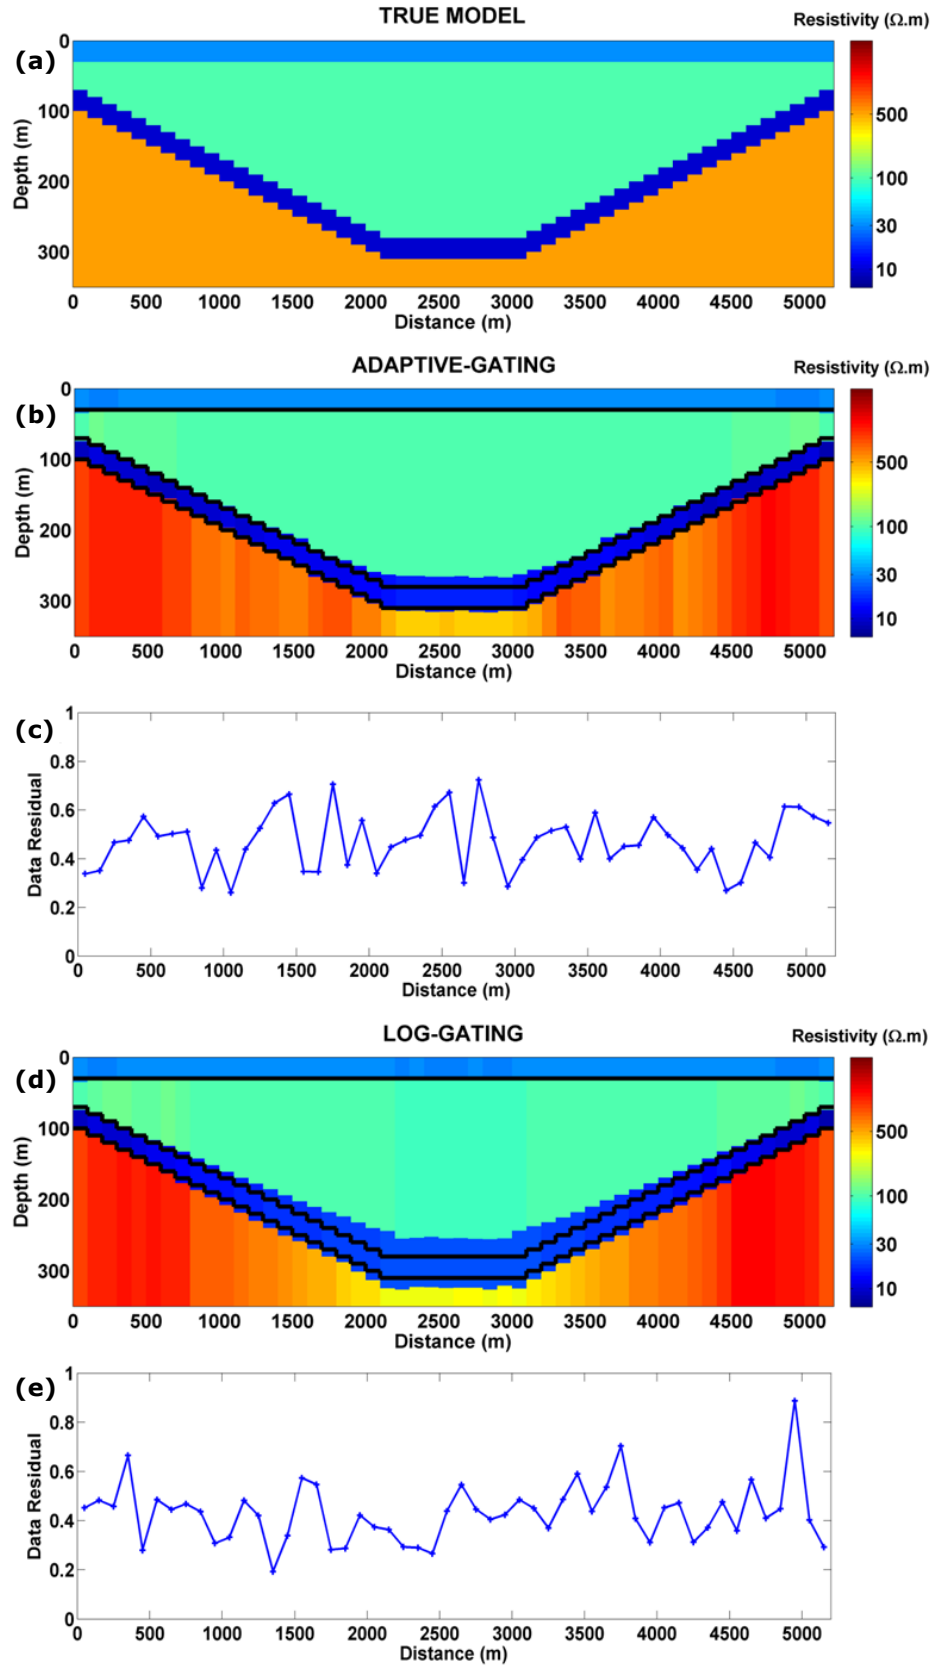 TRUE MODEL
Resistivity (Ω.m)
(a)
0
100
200
300
Depth (m)
500
100
30
10
0 500 1000 1500 2000 2500 3000 3500 4000 4500 5000
Distance (m)
ADAPTIVE-GATING
Resistivity (Ω.m)
(b)
0
100
200
300
Depth (m)
500
100
30
10
0 500 1000 1500 2000 2500 3000 3500 4000 4500 5000
Distance (m)
(c)
1
0.8
0.6
0.4
0.2
0
Data Residual
0 500 1000 1500 2000 2500 3000 3500 4000 4500 5000
Distance (m)
LOG-GATING
Resistivity (Ω.m)
(d)
0
100
200
300
Depth (m)
500
100
30
10
0 500 1000 1500 2000 2500 3000 3500 4000 4500 5000
Distance (m)
(e)
1
0.8
0.6
0.4
0.2
0
Data Residual
0 500 1000 1500 2000 2500 3000 3500 4000 4500 5000
Distance (m)